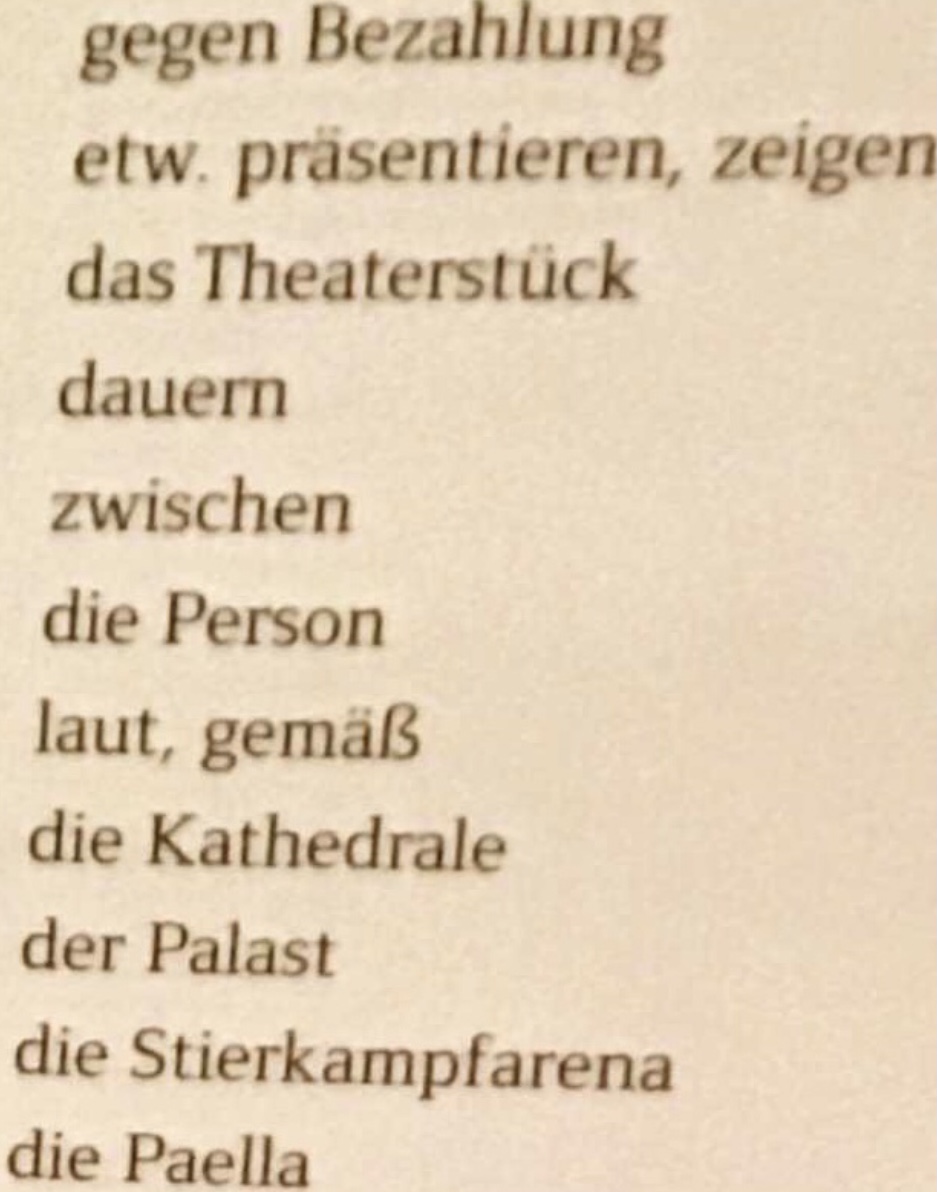 gegen Bezahlung
etw. präsentieren, zeigen
das Theaterstück
dauern
zwischen
die Person
laut, gemäß
die Kathedrale
der Palast
die Stierkampfarena
die Paella